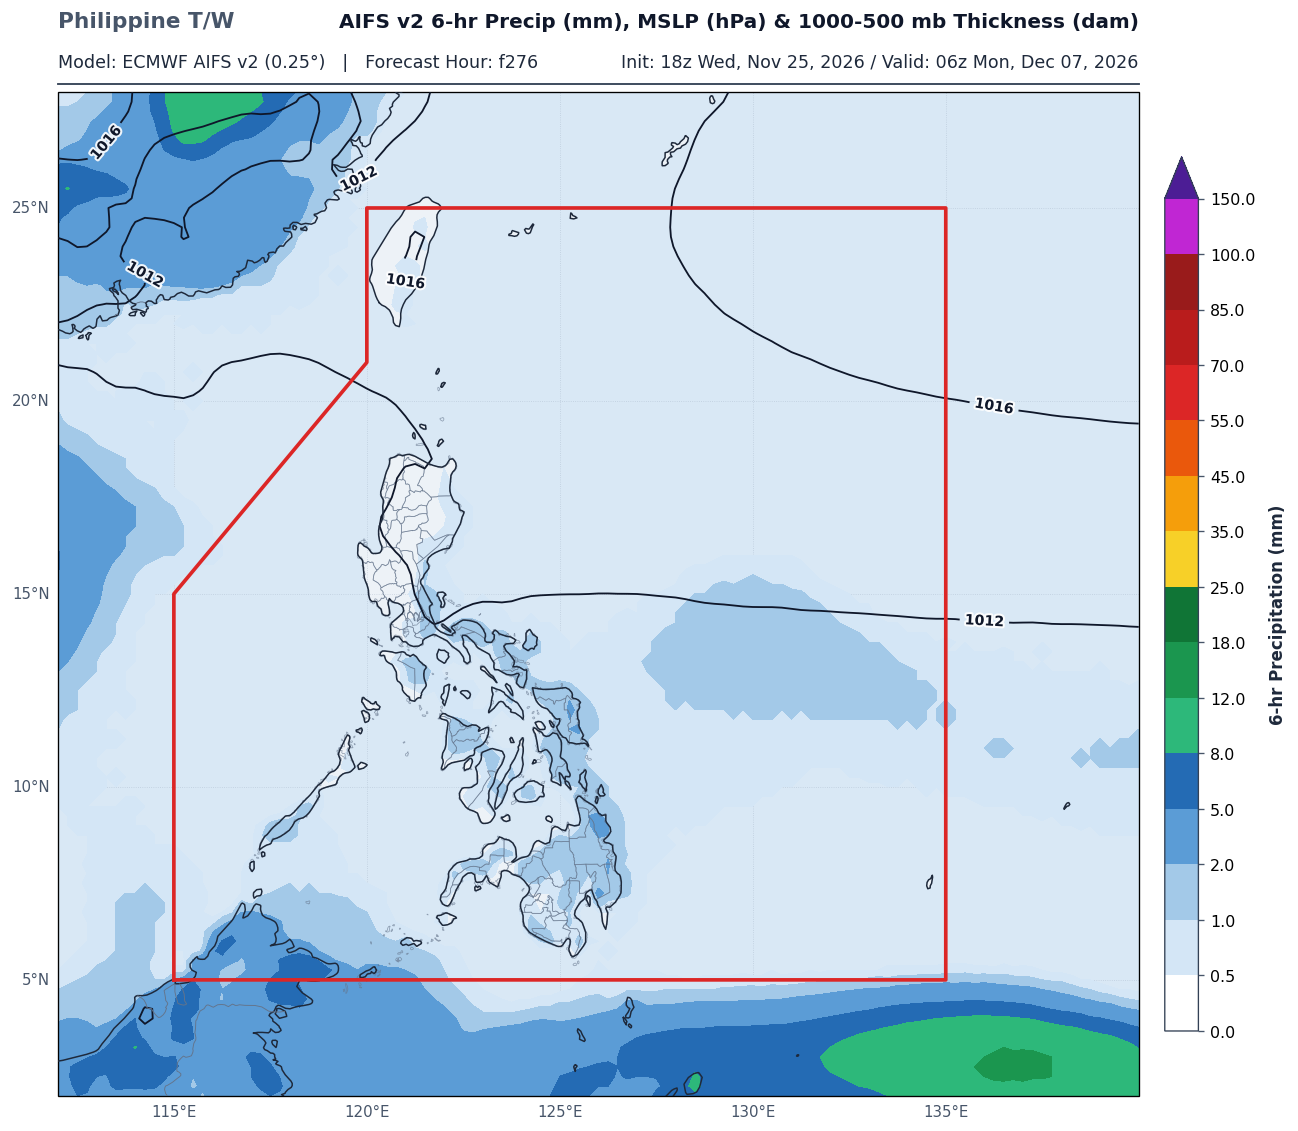 Philippine T/W
AIFS v2 6-hr Precip (mm), MSLP (hPa) & 1000-500 mb Thickness (dam)
Model: ECMWF AIFS v2 (0.25°) | Forecast Hour: f276
Init: 18z Wed, Nov 25, 2026 / Valid: 06z Mon, Dec 07, 2026
1016
1012
1012
1016
1016
1012
25°N
20°N
15°N
10°N
5°N
115°E
120°E
125°E
130°E
135°E
150.0
100.0
85.0
70.0
55.0
45.0
35.0
25.0
18.0
12.0
8.0
5.0
2.0
1.0
0.5
0.0
6-hr Precipitation (mm)